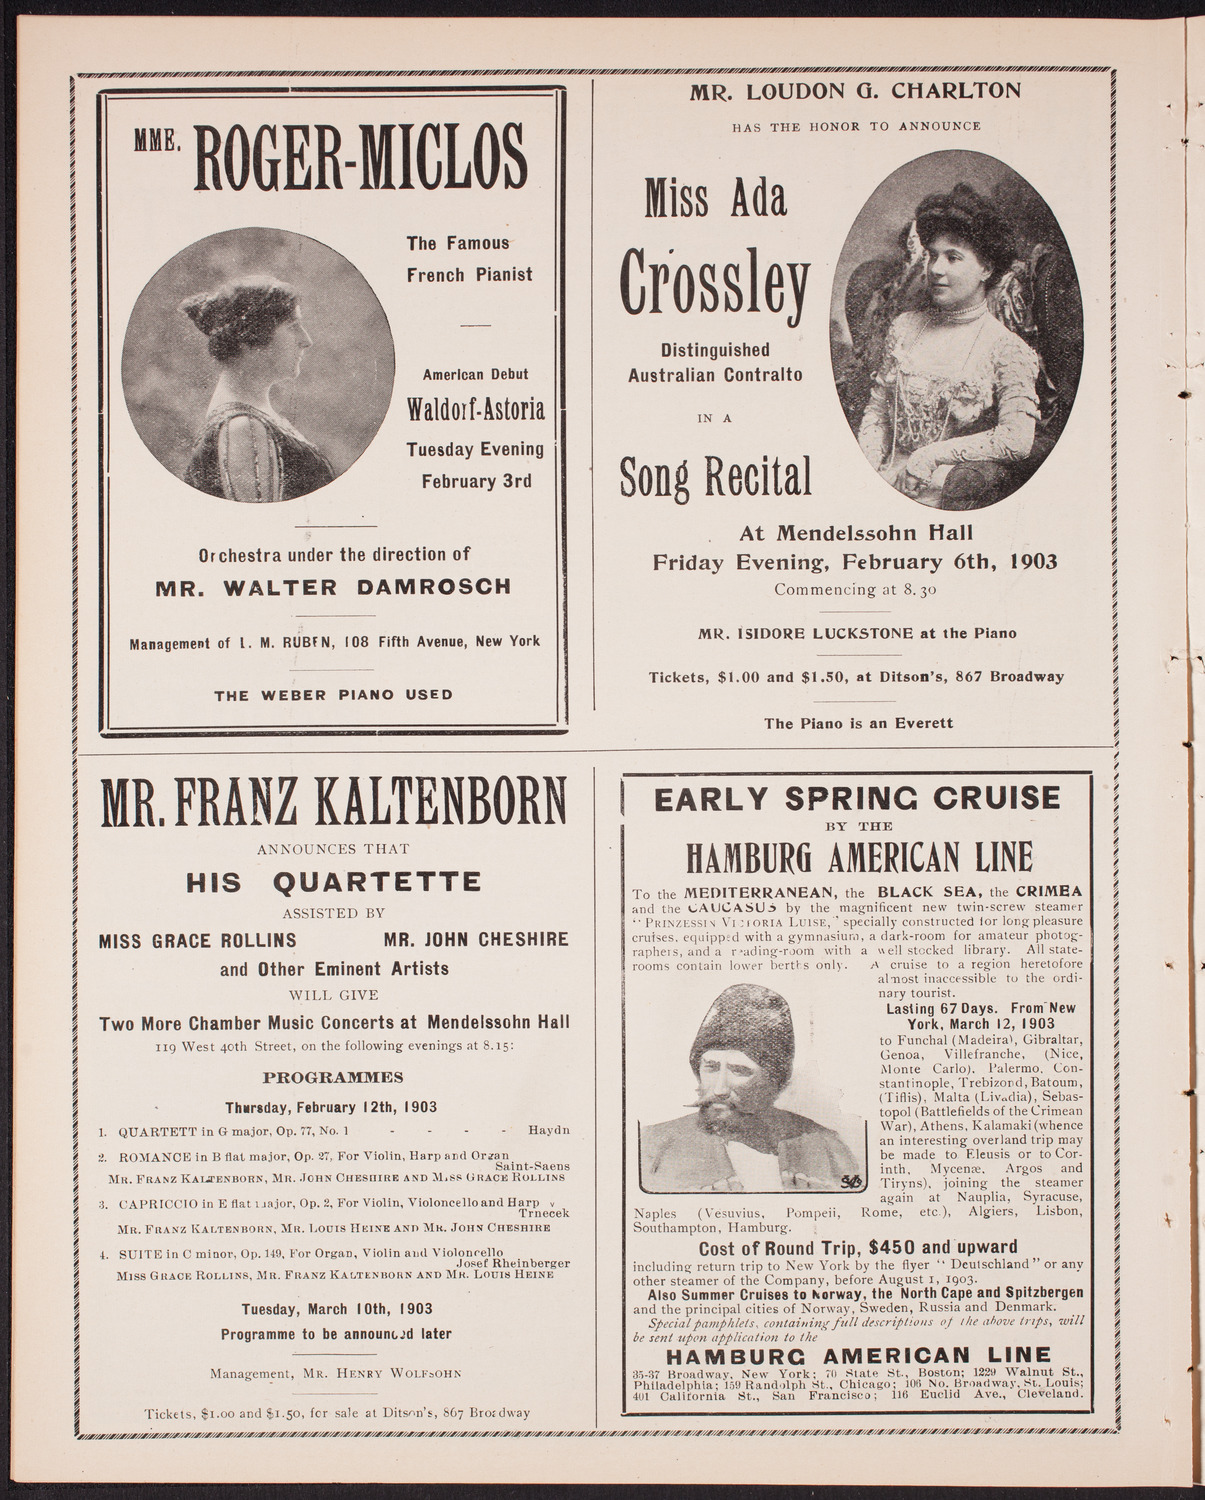 MME. ROGER-MICLOS
The Famous
French Pianist
American Debut
Waldorf-Astoria
Tuesday Evening
February 3rd
Orchestra under the direction of
MR. WALTER DAMROSCH
Management of L. M. RUBEN, 108 Fifth Avenue, New York
THE WEBER PIANO USED
MR. LOUDON G. CHARLTON
HAS THE HONOR TO ANNOUNCE
Miss Ada
Crossley
Distinguished
Australian Contralto
IN A
Song Recital
At Mendelssohn Hall
Friday Evening, February 6th, 1903
Commencing at 8.30
MR. ISIDORE LUCKSTONE at the Piano
Tickets, $1.00 and $1.50, at Ditson's, 867 Broadway
The Piano is an Everett
MR. FRANZ KALTENBORN
ANNOUNCES THAT
HIS QUARTETTE
ASSISTED BY
MISS GRACE ROLLINS MR. JOHN CHESHIRE
and Other Eminent Artists
WILL GIVE
Two More Chamber Music Concerts at Mendelssohn Hall
119 West 40th Street, on the following evenings at 8.15:
PROGRAMMES
Thursday, February 12th, 1903
1. QUARTETT in G major, Op. 77, No. 1 - - - - Haydn
2. ROMANCE in B flat major, Op. 27, For Violin, Harp and Organ
Saint-Saens
MR. FRANZ KALTENBORN, MR. JOHN CHESHIRE AND MISS GRACE ROLLINS
3. CAPRICCIO in E flat major, Op. 2, For Violin, Violoncello and Harp
Trnecek
MR. FRANZ KALTENBORN, MR. LOUIS HEINE AND MR. JOHN CHESHIRE
4. SUITE in C minor, Op. 149, For Organ, Violin and Violoncello
Josef Rheinberger
MISS GRACE ROLLINS, MR. FRANZ KALTENBORN AND MR. LOUIS HEINE
Tuesday, March 10th, 1903
Programme to be announced later
Management, MR. HENRY WOLFSOHN
Tickets, $1.00 and $1.50, for sale at Ditson's, 867 Broadway
EARLY SPRING CRUISE
BY THE
HAMBURG AMERICAN LINE
To the MEDITERRANEAN, the BLACK SEA, the CRIMEA
and the CAUCASUS by the magnificent new twin-screw steamer
"PRINZESSIN VICTORIA LUISE," specially constructed for long pleasure
cruises, equipped with a gymnasium, a dark-room for amateur photog-
raphers, and a reading-room with a well stocked library. All state-
rooms contain lower berths only. A cruise to a region heretofore
almost inaccessible to the ordi-
nary tourist.
Lasting 67 Days. From New
York, March 12, 1903
to Funchal (Madeira), Gibraltar,
Genoa, Villefranche, (Nice,
Monte Carlo), Palermo, Con-
stantinople, Trebizond, Batoum,
(Tiflis), Malta (Livadia), Sebas-
topol (Battlefields of the Crimean
War), Athens, Kalamaki (whence
an interesting overland trip may
be made to Eleusis or to Cor-
inth, Mycenæ, Argos and
Tiryns), joining the steamer
again at Nauplia, Syracuse,
Naples (Vesuvius, Pompeii, Rome, etc.), Algiers, Lisbon,
Southampton, Hamburg.
Cost of Round Trip, $450 and upward
including return trip to New York by the flyer "Deutschland" or any
other steamer of the Company, before August 1, 1903.
Also Summer Cruises to Norway, the North Cape and Spitzbergen
and the principal cities of Norway, Sweden, Russia and Denmark.
Special pamphlets, containing full descriptions of the above trips, will
be sent upon application to the
HAMBURG AMERICAN LINE
35-37 Broadway, New York; 70 State St., Boston; 1229 Walnut St.,
Philadelphia; 159 Randolph St., Chicago; 106 No. Broadway, St. Louis;
401 California St., San Francisco; 116 Euclid Ave., Cleveland.